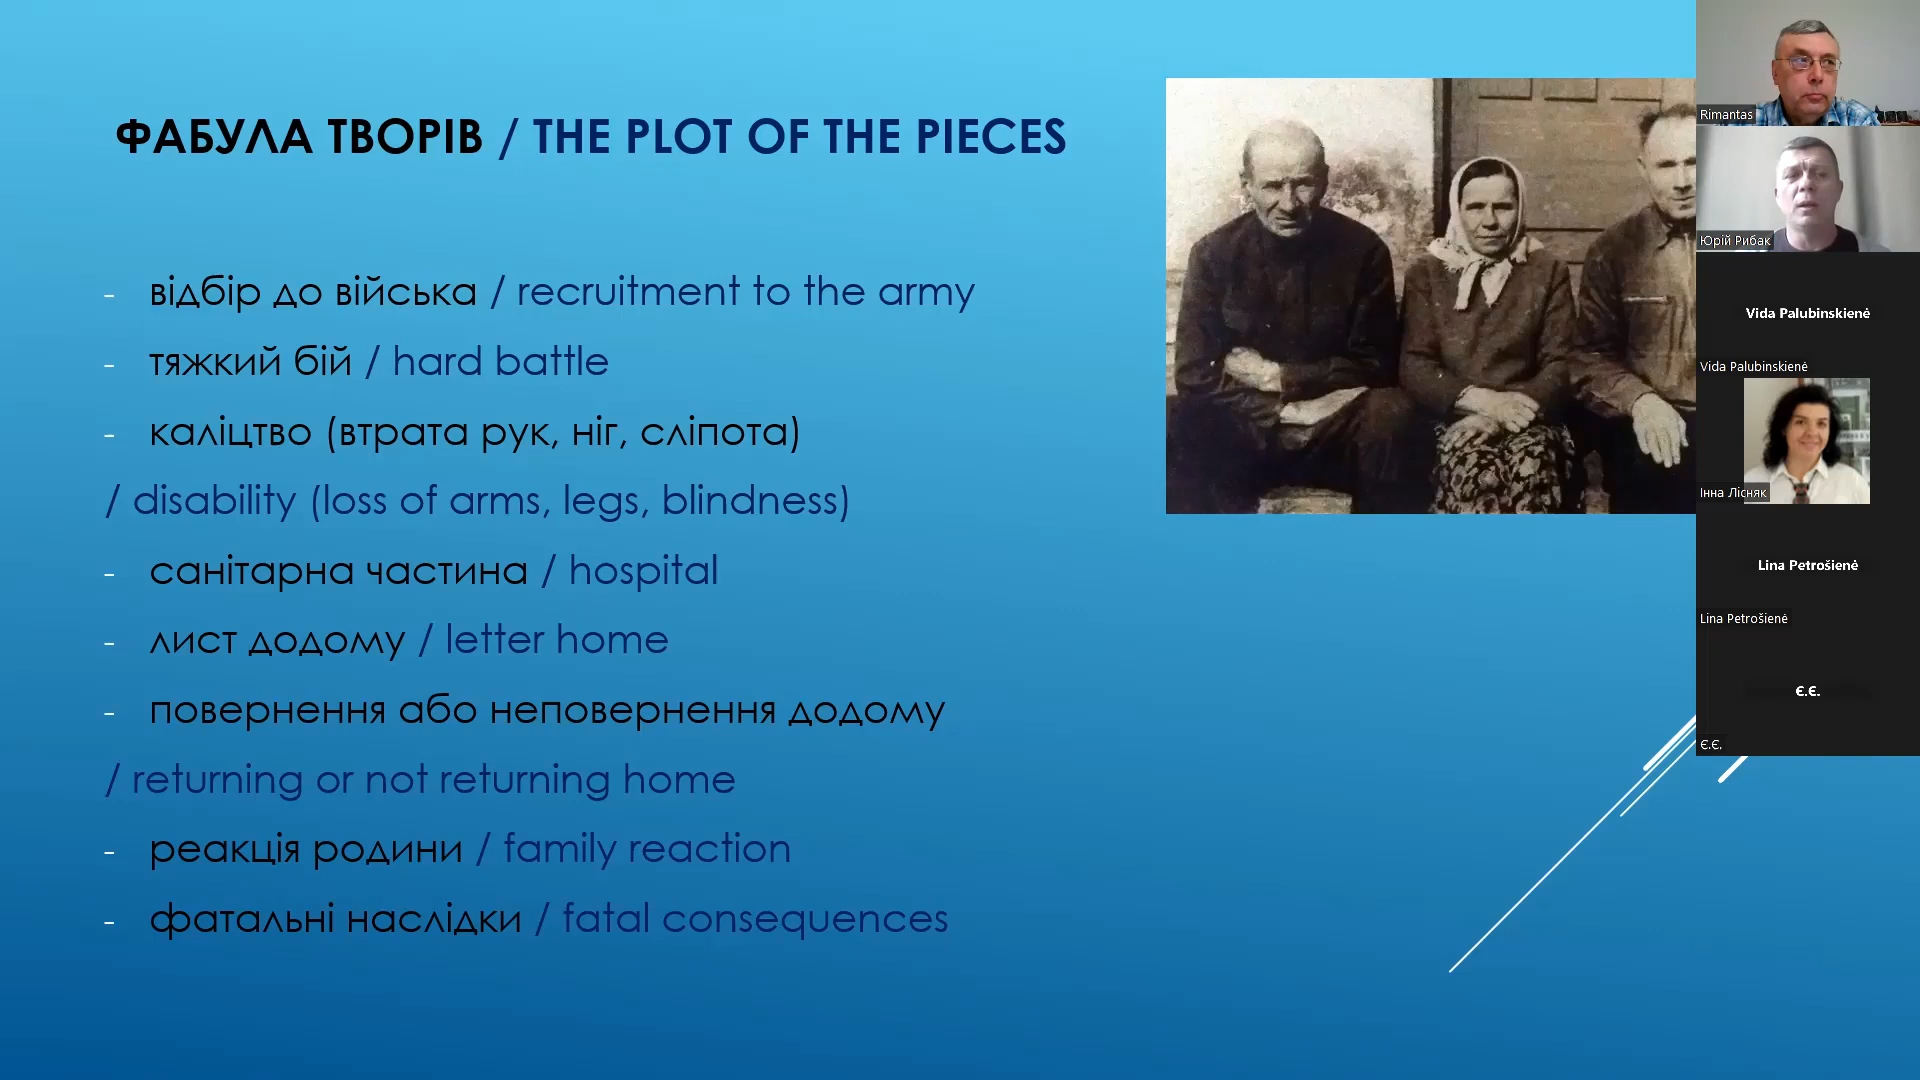 ФАБУЛА ТВОРІВ / THE PLOT OF THE PIECES
- відбір до війська / recruitment to the army
- тяжкий бій / hard battle
- каліцтво (втрата рук, ніг, сліпота)
/ disability (loss of arms, legs, blindness)
- санітарна частина / hospital
- лист додому / letter home
- повернення або неповернення додому
/ returning or not returning home
- реакція родини / family reaction
- фатальні наслідки / fatal consequences
Rimantas
Юрій Рибак
Vida Palubinskienė
Vida Palubinskienė
Інна Лісняк
Lina Petrošienė
Lina Petrošienė
Є.Є.
Є.Є.